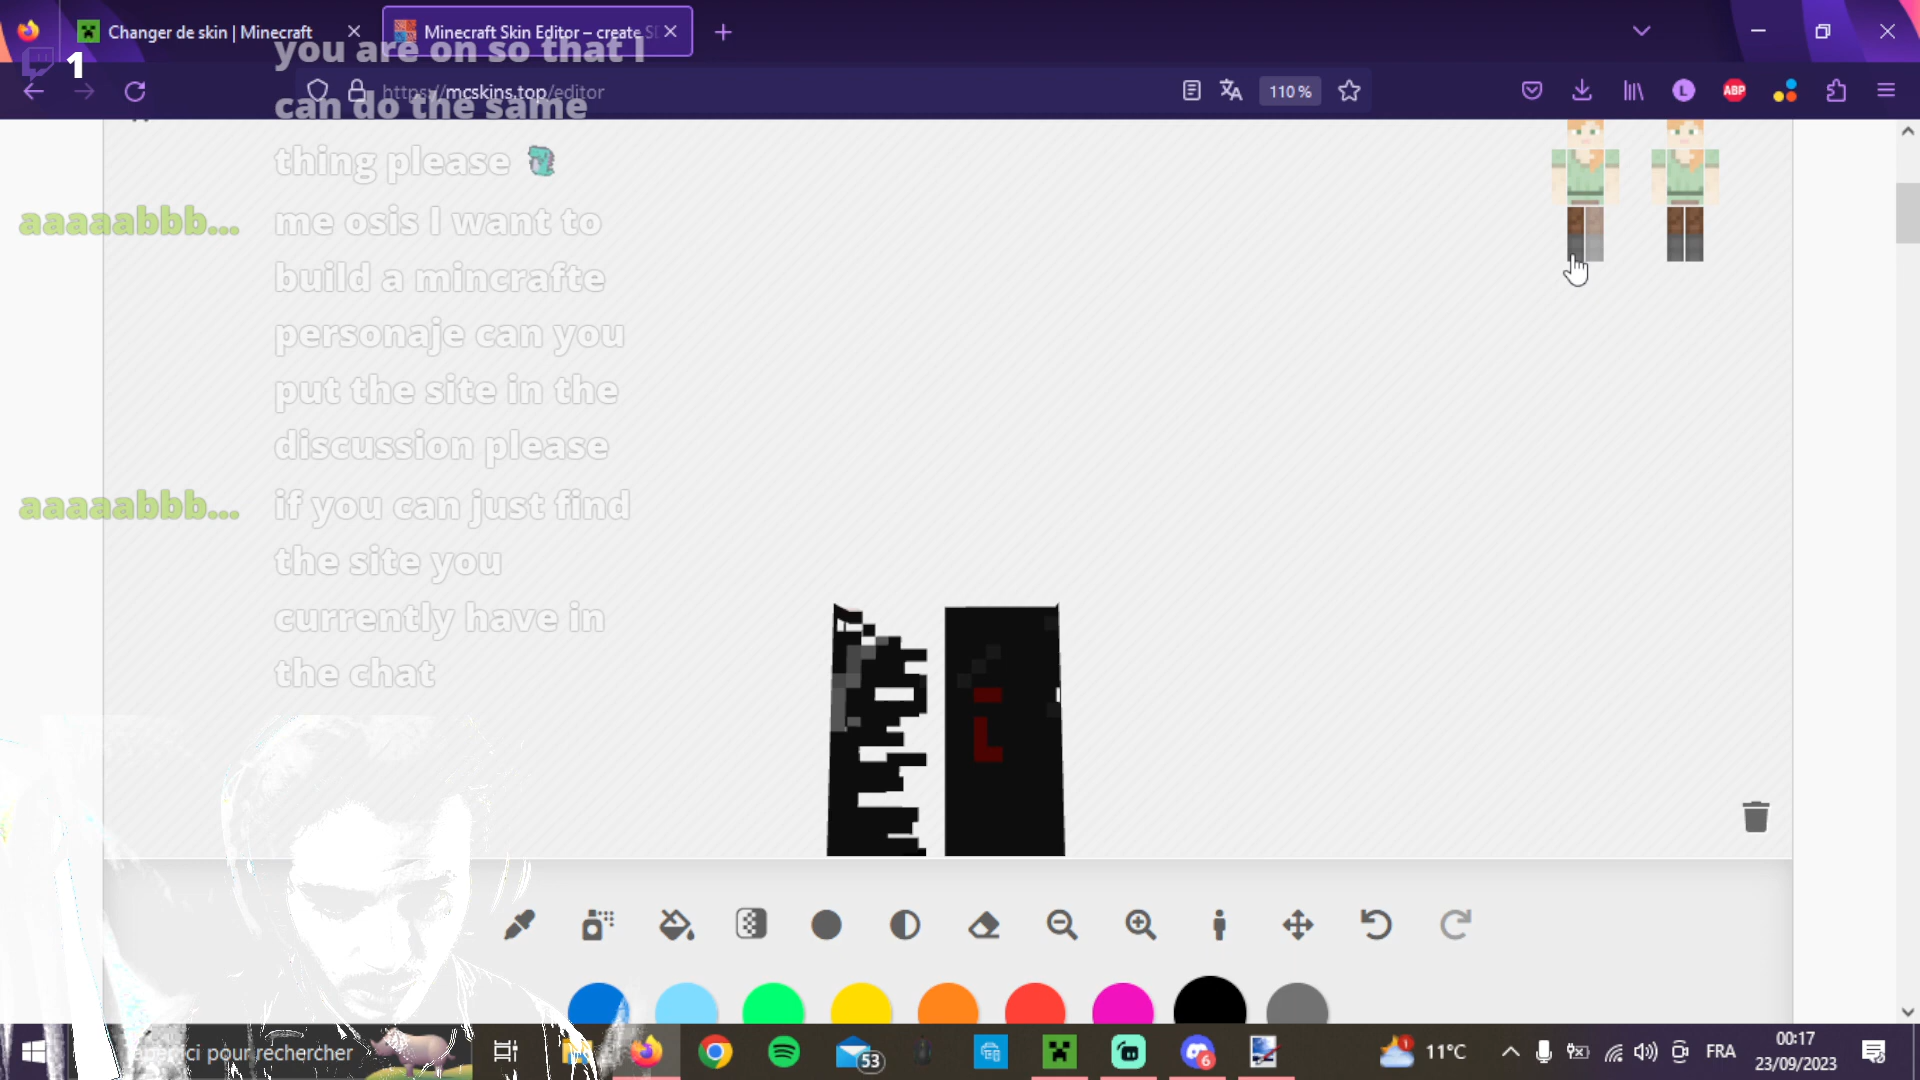 Changer de skin | Minecraft
Minecraft Skin Editor – create S
1
https://mcskins.top/editor
110 %
L
ABP
you are on so that I
can do the same
thing please
aaaaabbb... me osis I want to
build a mincrafte
personaje can you
put the site in the
discussion please
aaaaabbb... if you can just find
the site you
currently have in
the chat
ici pour rechercher
53
6
1
11°C
FRA
00:17
23/09/2023